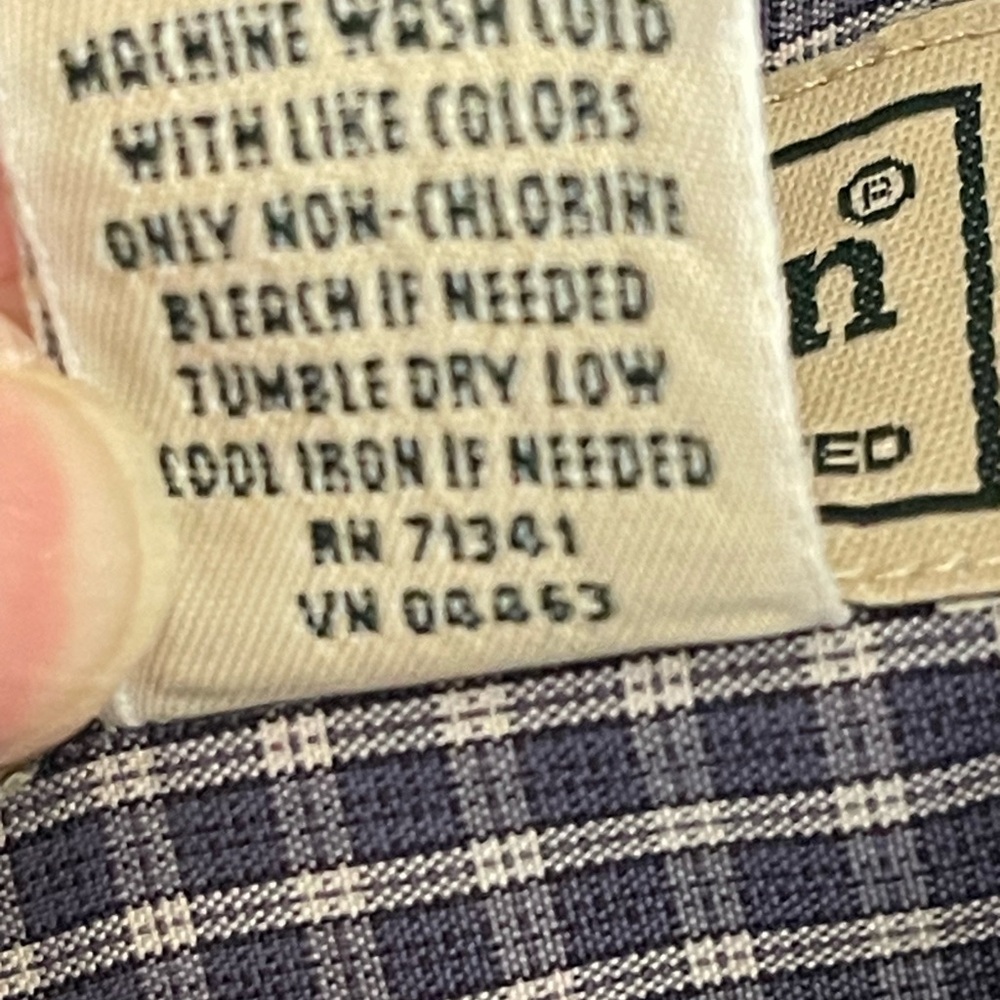 MACHINE WASH COLD
WITH LIKE COLORS
ONLY NON-CHLORINE
BLEACH IF NEEDED
TUMBLE DRY LOW
COOL IRON IF NEEDED
RN 71341